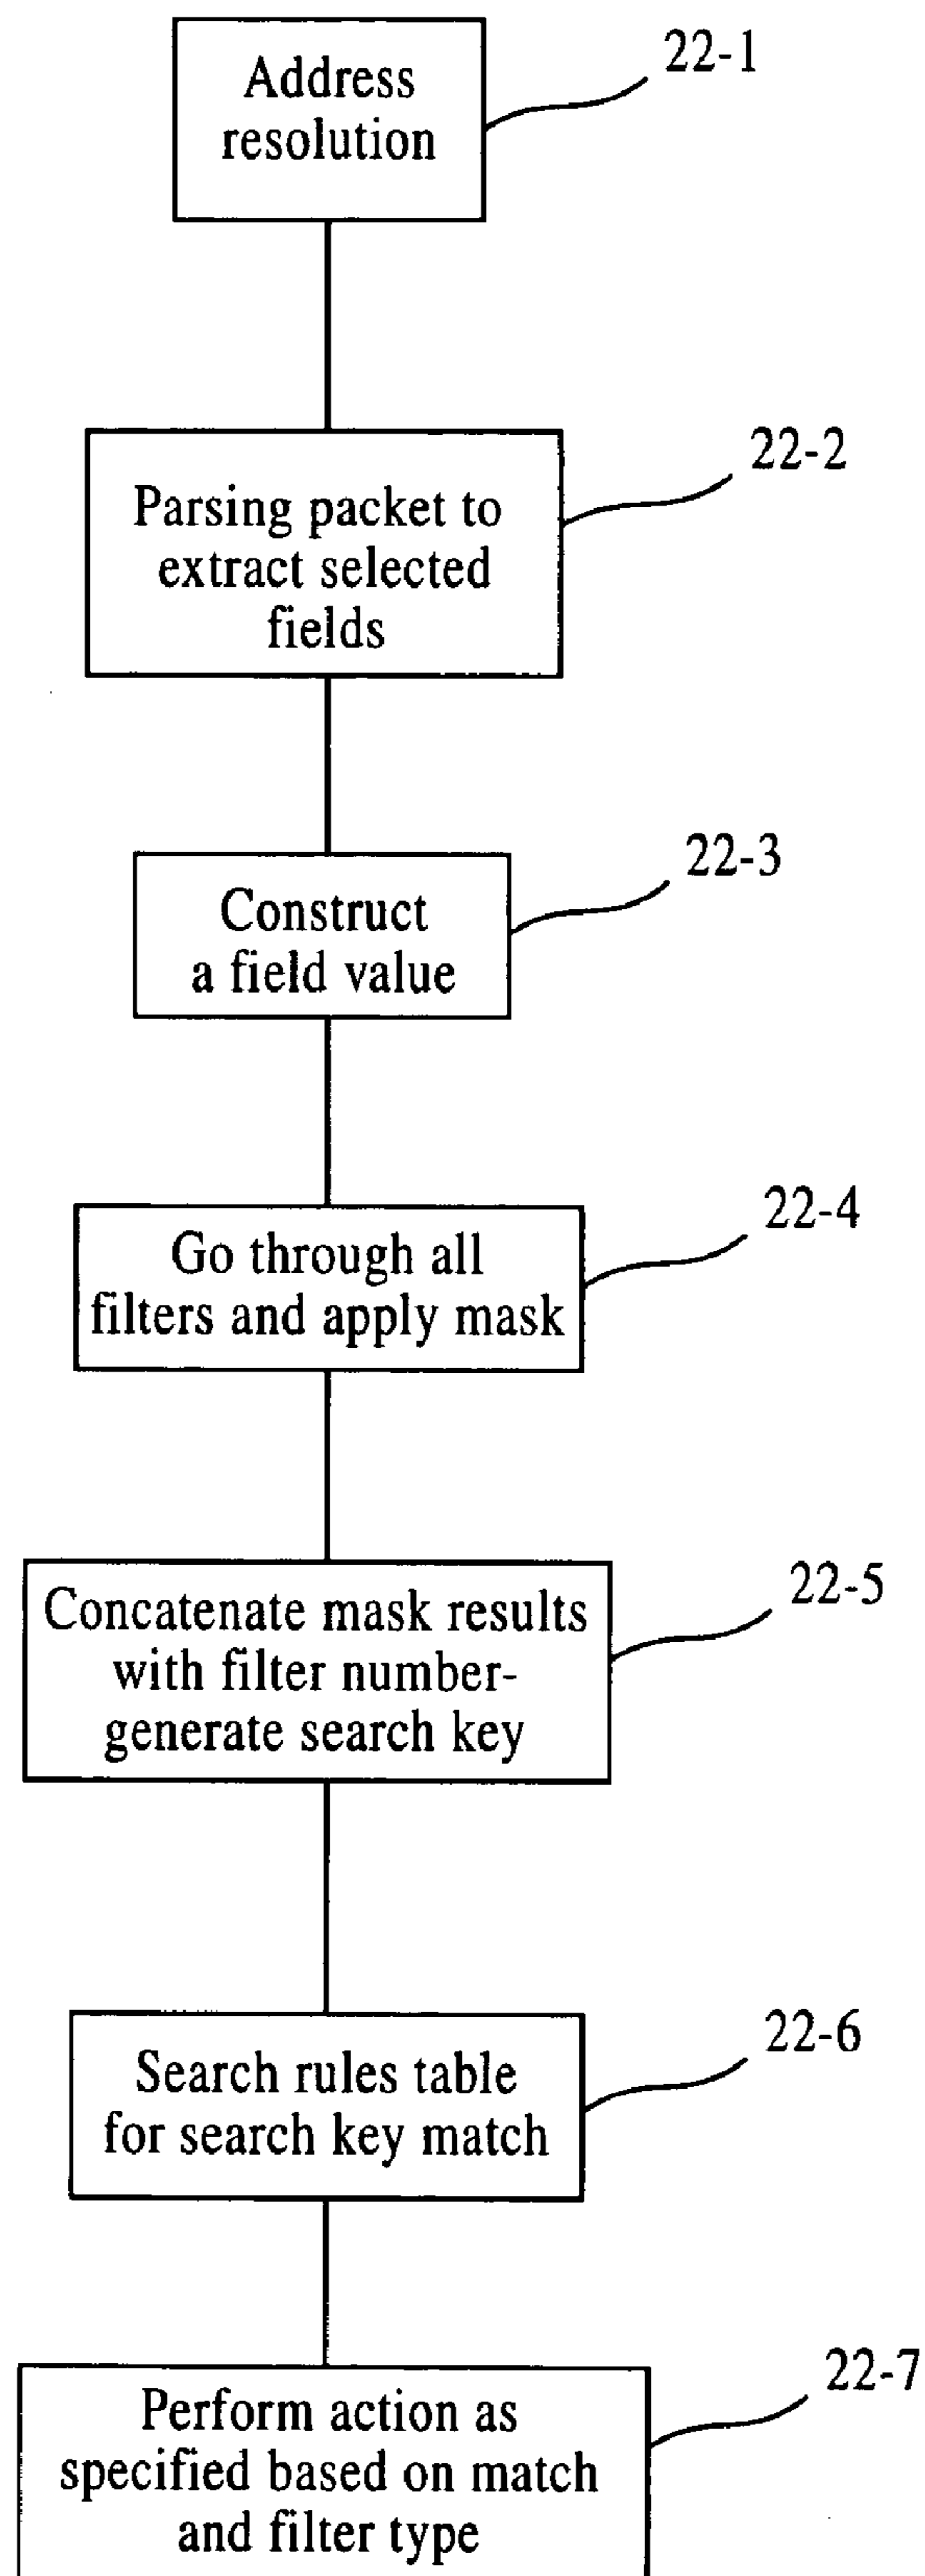 Address
resolution
22-1
Parsing packet to
extract selected
fields
22-2
Construct
a field value
22-3
Go through all
filters and apply mask
22-4
Concatenate mask results
with filter number-
generate search key
22-5
Search rules table
for search key match
22-6
Perform action as
specified based on match
and filter type
22-7